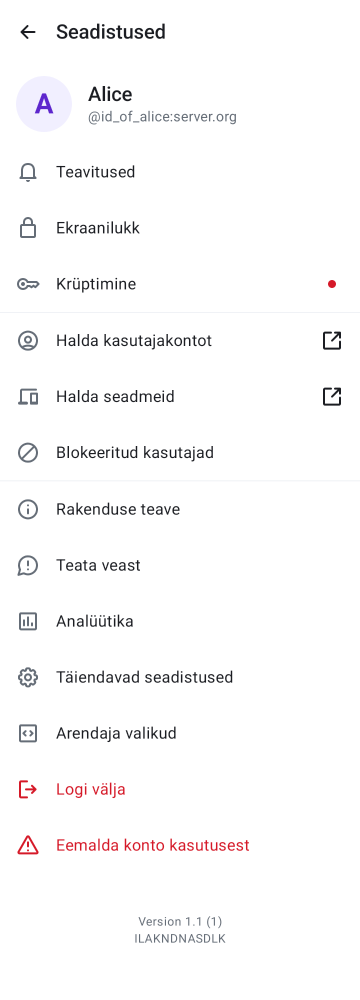 Seadistused
A
Alice
@id_of_alice:server.org
Teavitused
Ekraanilukk
Krüptimine
Halda kasutajakontot
Halda seadmeid
Blokeeritud kasutajad
Rakenduse teave
Teata veast
Analüütika
Täiendavad seadistused
Arendaja valikud
Logi välja
Eemalda konto kasutusest
Version 1.1 (1)
ILAKNDNASDLK